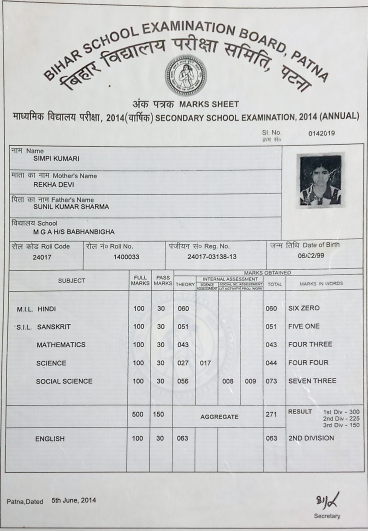 BIHAR SCHOOL EXAMINATION BOARD, PATNA
बिहार विद्यालय परीक्षा समिति, पटना
अंक पत्रक MARKS SHEET
माध्यमिक विद्यालय परीक्षा, 2014(वार्षिक) SECONDARY SCHOOL EXAMINATION, 2014 (ANNUAL)
Sl No. 0142019
क्रम सं०
नाम Name
SIMPI KUMARI
माता का नाम Mother's Name
REKHA DEVI
पिता का नाम Father's Name
SUNIL KUMAR SHARMA
विद्यालय School
M G A H/S BABHANBIGHA
रोल कोड Roll Code रोल नं० Roll No. पंजीयन सं० Reg. No. जन्म तिथि Date of Birth
24017 1400033 24017-03138-13 06/02/99
MARKS OBTAINED
SUBJECT FULL MARKS PASS MARKS THEORY INTERNAL ASSESSMENT TOTAL MARKS IN WORDS
M.I.L. HINDI 100 30 060 060 SIX ZERO
S.I.L. SANSKRIT 100 30 051 051 FIVE ONE
MATHEMATICS 100 30 043 043 FOUR THREE
SCIENCE 100 30 027 017 044 FOUR FOUR
SOCIAL SCIENCE 100 30 056 008 009 073 SEVEN THREE
500 150 AGGREGATE 271 RESULT 1st Div - 300
2nd Div - 225
3rd Div - 150
ENGLISH 100 30 063 063 2ND DIVISION
Patna,Dated 5th June, 2014
Secretary